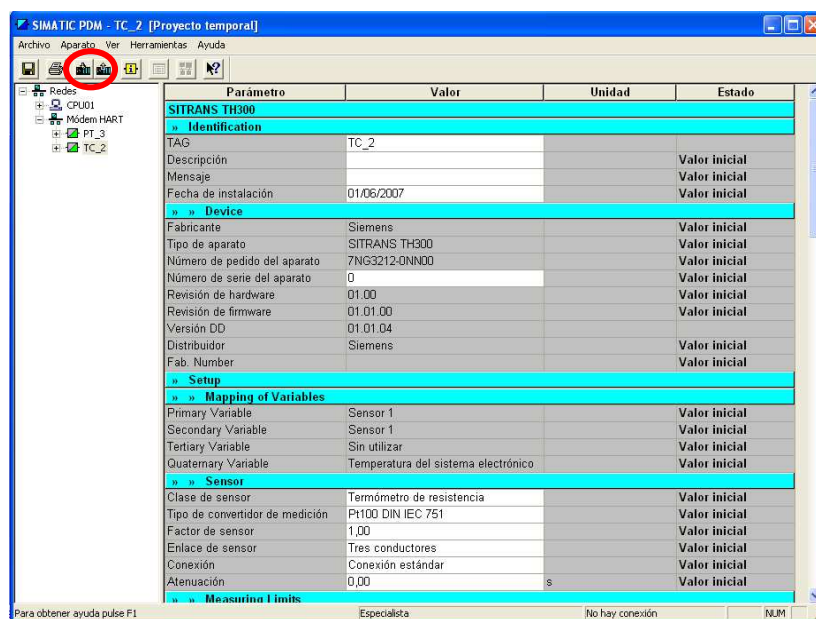 SIMATIC PDM - TC_2 [Proyecto temporal]
Archivo Aparato Ver Herramientas Ayuda
Redes
CPU01
Módem HART
PT_3
TC_2
Parámetro Valor Unidad Estado
SITRANS TH300
» Identification
TAG TC_2
Descripción Valor inicial
Mensaje Valor inicial
Fecha de instalación 01/06/2007 Valor inicial
» » Device
Fabricante Siemens Valor inicial
Tipo de aparato SITRANS TH300 Valor inicial
Número de pedido del aparato 7NG3212-0NN00 Valor inicial
Número de serie del aparato 0 Valor inicial
Revisión de hardware 01.00 Valor inicial
Revisión de firmware 01.01.00 Valor inicial
Versión DD 01.01.04
Distribuidor Siemens Valor inicial
Fab. Number Valor inicial
» Setup
» » Mapping of Variables
Primary Variable Sensor 1 Valor inicial
Secondary Variable Sensor 1 Valor inicial
Tertiary Variable Sin utilizar Valor inicial
Quaternary Variable Temperatura del sistema electrónico Valor inicial
» » Sensor
Clase de sensor Termómetro de resistencia Valor inicial
Tipo de convertidor de medición Pt100 DIN IEC 751 Valor inicial
Factor de sensor 1,00 Valor inicial
Enlace de sensor Tres conductores Valor inicial
Conexión Conexión estándar Valor inicial
Atenuación 0,00 s Valor inicial
» » Measuring Limits
Para obtener ayuda pulse F1 Especialista No hay conexión NUM